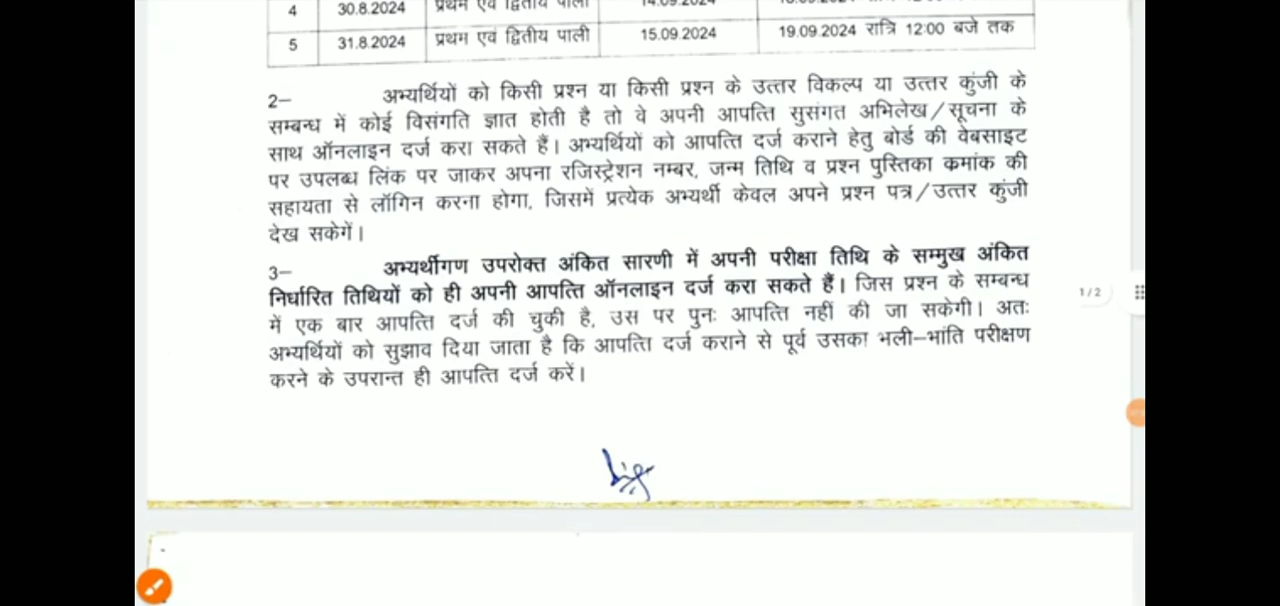 4 30.8.2024 प्रथम एवं द्वितीय पाली 14.09.2024
5 31.8.2024 प्रथम एवं द्वितीय पाली 15.09.2024 19.09.2024 रात्रि 12:00 बजे तक
2— अभ्यर्थियों को किसी प्रश्न या किसी प्रश्न के उत्तर विकल्प या उत्तर कुंजी के
सम्बन्ध में कोई विसंगति ज्ञात होती है तो वे अपनी आपत्ति सुसंगत अभिलेख/सूचना के
साथ ऑनलाइन दर्ज करा सकते हैं। अभ्यर्थियों को आपत्ति दर्ज कराने हेतु बोर्ड की वेबसाइट
पर उपलब्ध लिंक पर जाकर अपना रजिस्ट्रेशन नम्बर, जन्म तिथि व प्रश्न पुस्तिका कमांक की
सहायता से लॉगिन करना होगा, जिसमें प्रत्येक अभ्यर्थी केवल अपने प्रश्न पत्र/उत्तर कुंजी
देख सकेगें।
3— अभ्यर्थीगण उपरोक्त अंकित सारणी में अपनी परीक्षा तिथि के सम्मुख अंकित
निर्धारित तिथियों को ही अपनी आपत्ति ऑनलाइन दर्ज करा सकते हैं। जिस प्रश्न के सम्बन्ध
में एक बार आपत्ति दर्ज की चुकी है, उस पर पुनः आपत्ति नहीं की जा सकेगी। अतः
अभ्यर्थियों को सुझाव दिया जाता है कि आपत्ति दर्ज कराने से पूर्व उसका भली—भांति परीक्षण
करने के उपरान्त ही आपत्ति दर्ज करें।
1/2